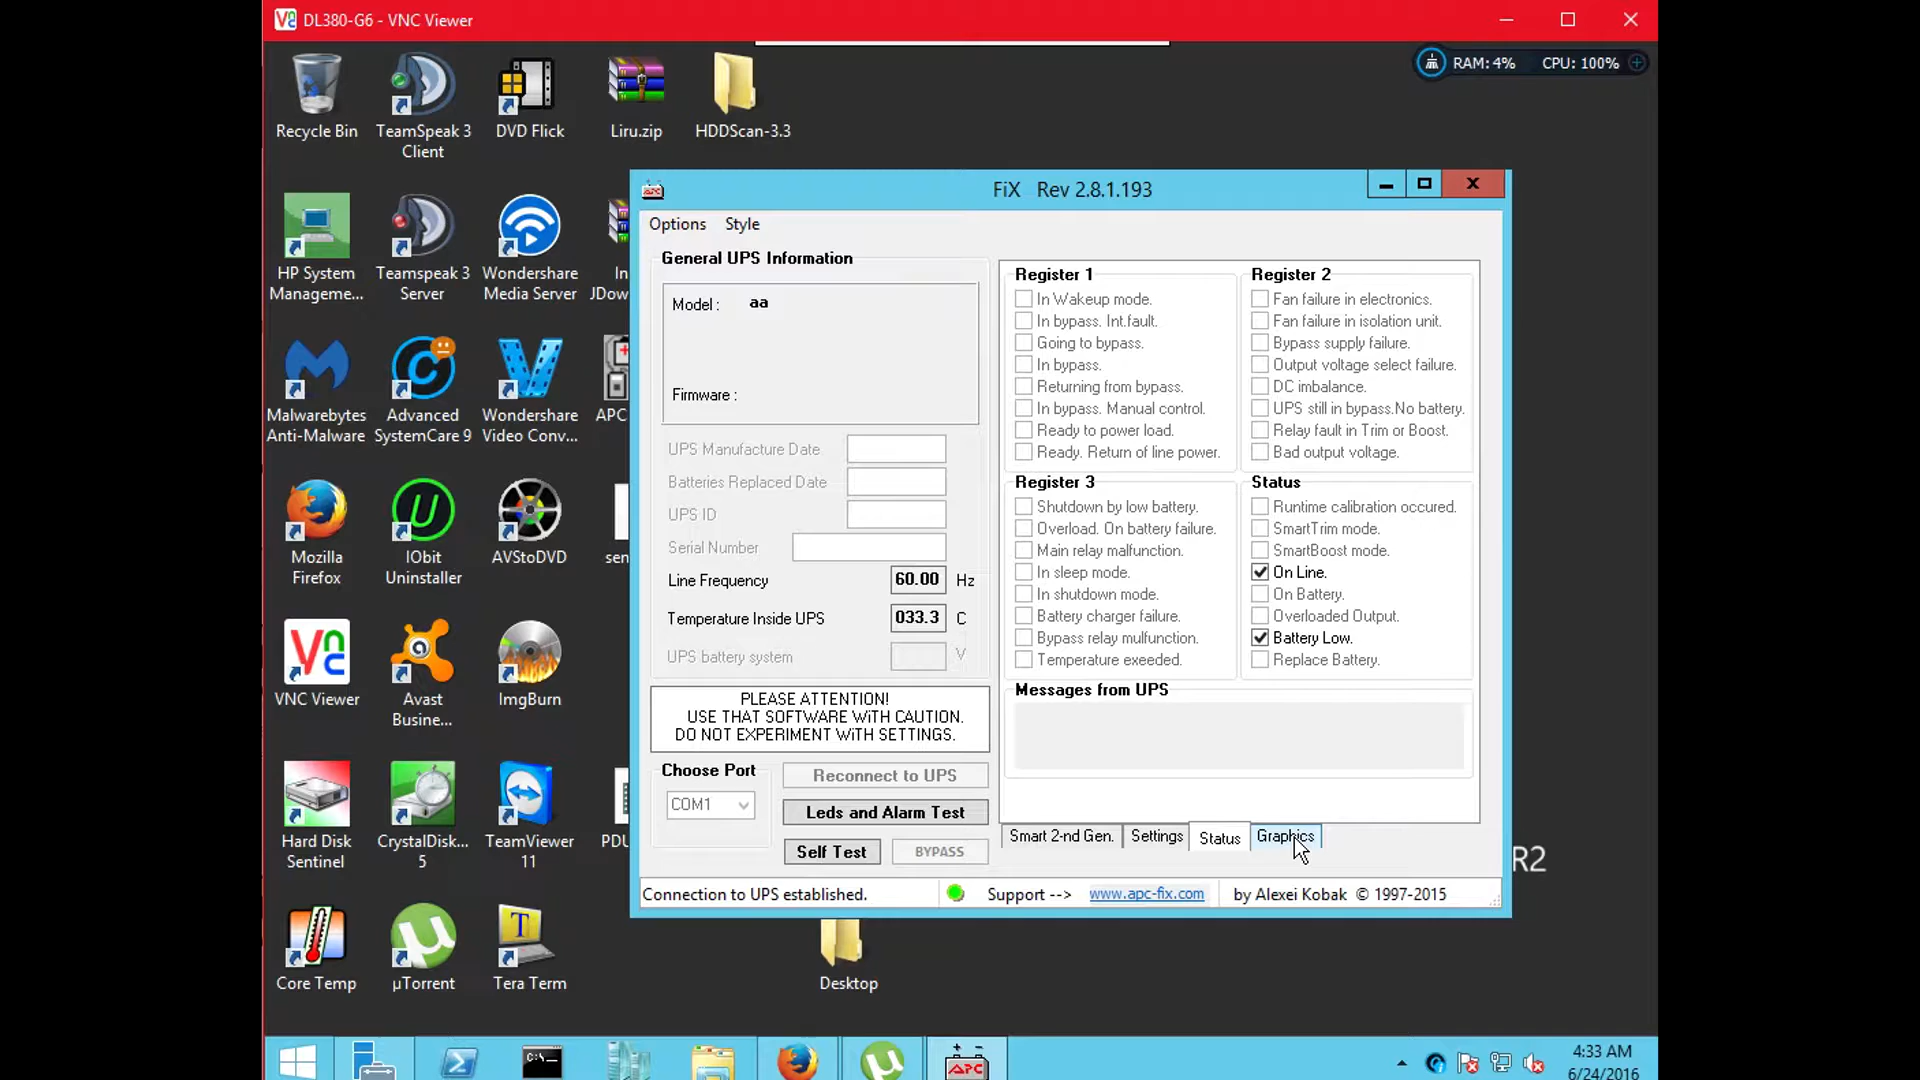 DL380-G6 - VNC Viewer
RAM: 4% CPU: 100%
Recycle Bin
TeamSpeak 3
Client
DVD Flick
Liru.zip
HDDScan-3.3
HP System
Manageme...
Teamspeak 3
Server
Wondershare
Media Server
In
JDow
Malwarebytes
Anti-Malware
Advanced
SystemCare 9
Wondershare
Video Conv...
APC
Mozilla
Firefox
IObit
Uninstaller
AVStoDVD
sen
VNC Viewer
Avast
Busine...
ImgBurn
Hard Disk
Sentinel
CrystalDisk...
5
TeamViewer
11
PDU
Core Temp
µTorrent
Tera Term
Desktop
R2
FiX Rev 2.8.1.193
Options Style
General UPS Information
Model : aa
Firmware :
UPS Manufacture Date
Batteries Replaced Date
UPS ID
Serial Number
Line Frequency 60.00 Hz
Temperature Inside UPS 033.3 C
UPS battery system V
PLEASE ATTENTION!
USE THAT SOFTWARE WiTH CAUTION.
DO NOT EXPERIMENT WiTH SETTINGS.
Choose Port
COM1
Reconnect to UPS
Leds and Alarm Test
Self Test
BYPASS
Register 1
In Wakeup mode.
In bypass. Int.fault.
Going to bypass.
In bypass.
Returning from bypass.
In bypass. Manual control.
Ready to power load.
Ready. Return of line power.
Register 2
Fan failure in electronics.
Fan failure in isolation unit.
Bypass supply failure.
Output voltage select failure.
DC imbalance.
UPS still in bypass.No battery.
Relay fault in Trim or Boost.
Bad output voltage.
Register 3
Shutdown by low battery.
Overload. On battery failure.
Main relay malfunction.
In sleep mode.
In shutdown mode.
Battery charger failure.
Bypass relay mulfunction.
Temperature exeeded.
Status
Runtime calibration occured.
SmartTrim mode.
SmartBoost mode.
On Line.
On Battery.
Overloaded Output.
Battery Low.
Replace Battery.
Messages from UPS
Smart 2-nd Gen. Settings Status Graphics
Connection to UPS established.
Support --> www.apc-fix.com
by Alexei Kobak © 1997-2015
APC
4:33 AM
6/24/2016